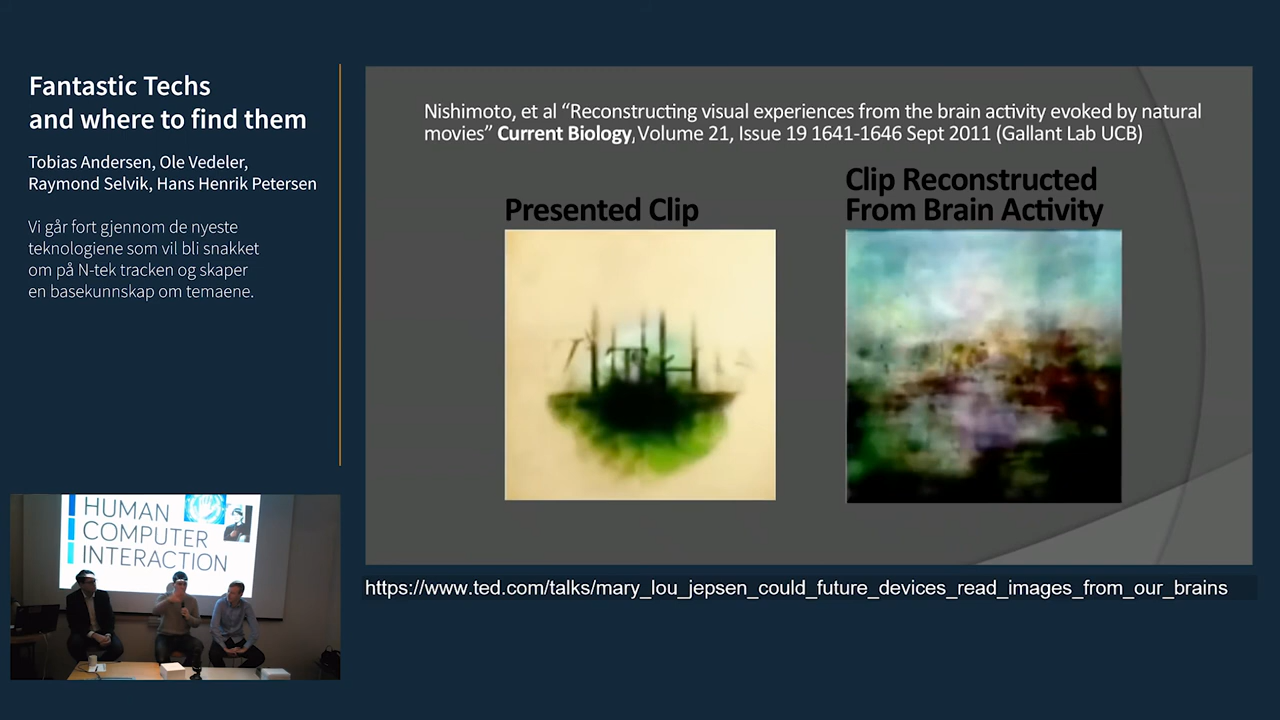 Fantastic Techs
and where to find them
Tobias Andersen, Ole Vedeler,
Raymond Selvik, Hans Henrik Petersen
Vi går fort gjennom de nyeste
teknologiene som vil bli snakket
om på N-tek tracken og skaper
en basekunnskap om temaene.
Nishimoto, et al “Reconstructing visual experiences from the brain activity evoked by natural
movies” Current Biology, Volume 21, Issue 19 1641-1646 Sept 2011 (Gallant Lab UCB)
Presented Clip
Clip Reconstructed
From Brain Activity
https://www.ted.com/talks/mary_lou_jepsen_could_future_devices_read_images_from_our_brains
HUMAN
COMPUTER
INTERACTION